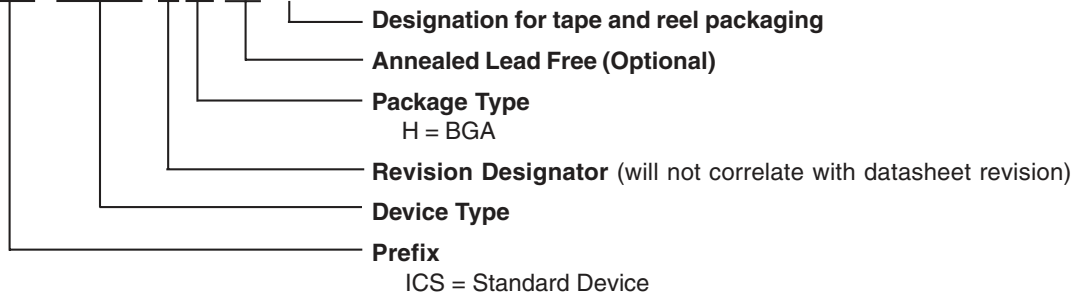 Designation for tape and reel packaging
Annealed Lead Free (Optional)
Package Type
H = BGA
Revision Designator (will not correlate with datasheet revision)
Device Type
Prefix
ICS = Standard Device